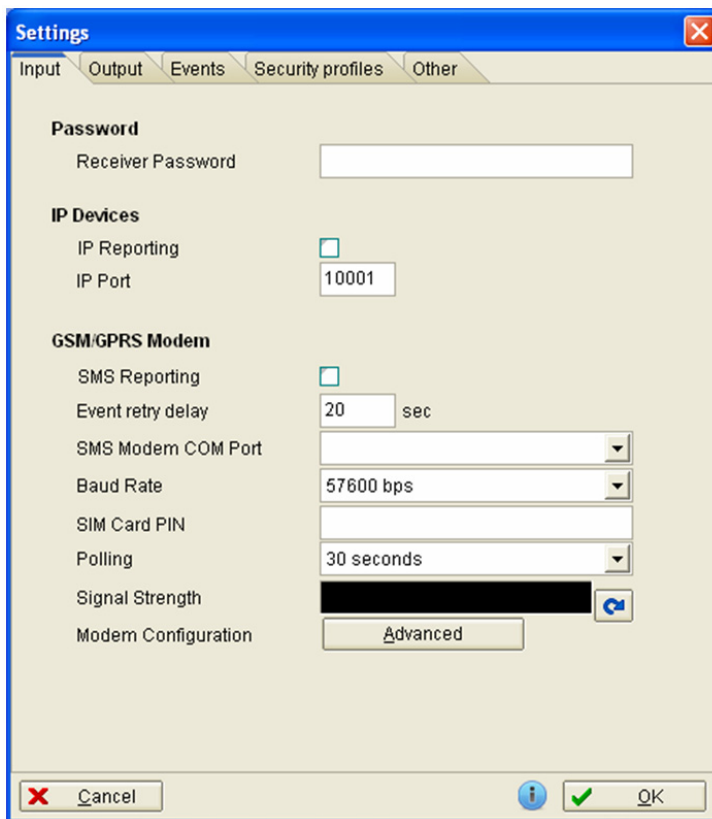 Settings
Input Output Events Security profiles Other
Password
Receiver Password
IP Devices
IP Reporting
IP Port 10001
GSM/GPRS Modem
SMS Reporting
Event retry delay 20 sec
SMS Modem COM Port
Baud Rate 57600 bps
SIM Card PIN
Polling 30 seconds
Signal Strength
Modem Configuration Advanced
Cancel i OK